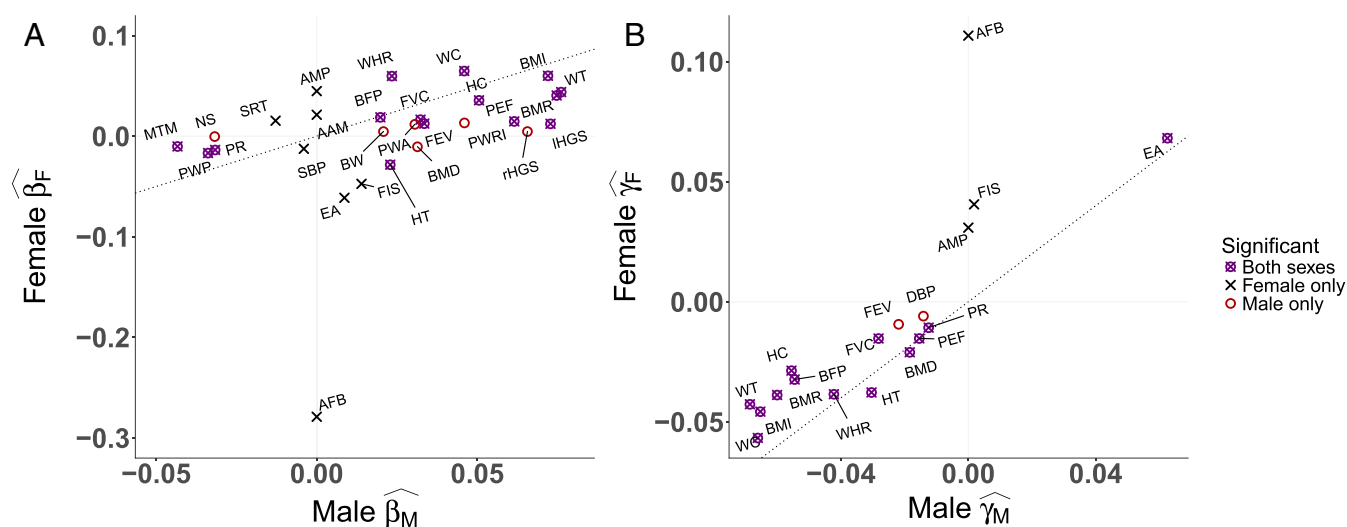 A
Female β̂F
0.1
0.0
−0.1
−0.2
−0.3
−0.05
0.00
0.05
Male β̂M
MTM
NS
PWP
PR
SRT
AMP
AAM
SBP
WHR
BFP
BW
FVC
PWA
FEV
BMD
WC
HC
PEF
PWRI
BMI
WT
BMR
lHGS
rHGS
EA
FIS
HT
AFB
B
Female γ̂F
0.10
0.05
0.00
−0.05
−0.04
0.00
0.04
Male γ̂M
AFB
EA
FIS
AMP
DBP
FEV
PR
FVC
PEF
HC
BFP
BMD
WT
BMR
HT
BMI
WHR
WC
Significant
Both sexes
Female only
Male only